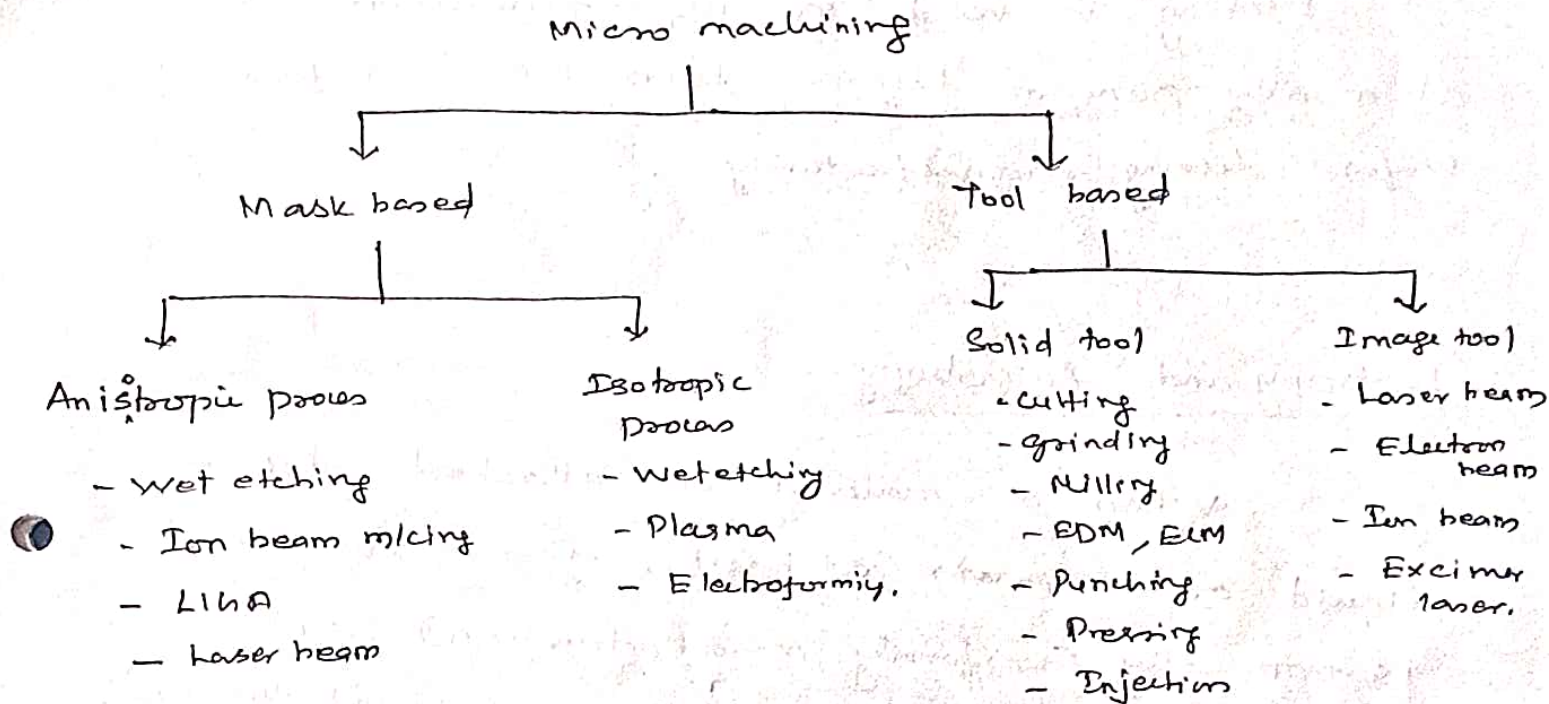 Micro machining
Mask based
Tool based
Anistropic process
o
Isotropic
process
Solid tool
Image tool
- Wet etching
- Ion beam m/cing
- LIGA
- Laser beam
- Wet etching
- Plasma
- Electroforming.
- cutting
- grinding
- Milling
- EDM, ECM
- Punching
- Pressing
- Injection
- Laser beam
- Electron
beam
- Ion beam
- Excimer
laser.